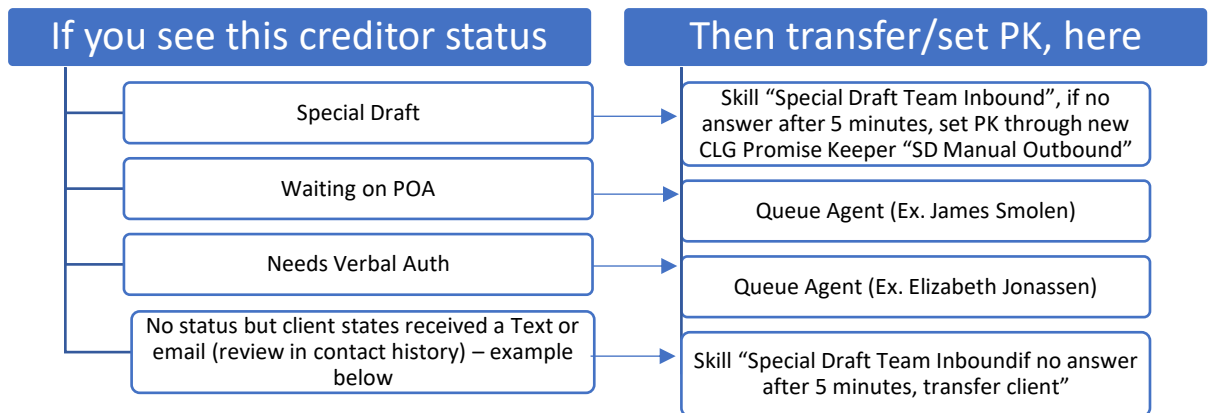 If you see this creditor status
Then transfer/set PK, here
Special Draft
Skill “Special Draft Team Inbound”, if no
answer after 5 minutes, set PK through new
CLG Promise Keeper “SD Manual Outbound”
Waiting on POA
Queue Agent (Ex. James Smolen)
Needs Verbal Auth
Queue Agent (Ex. Elizabeth Jonassen)
No status but client states received a Text or
email (review in contact history) – example
below
Skill “Special Draft Team Inboundif no answer
after 5 minutes, transfer client”